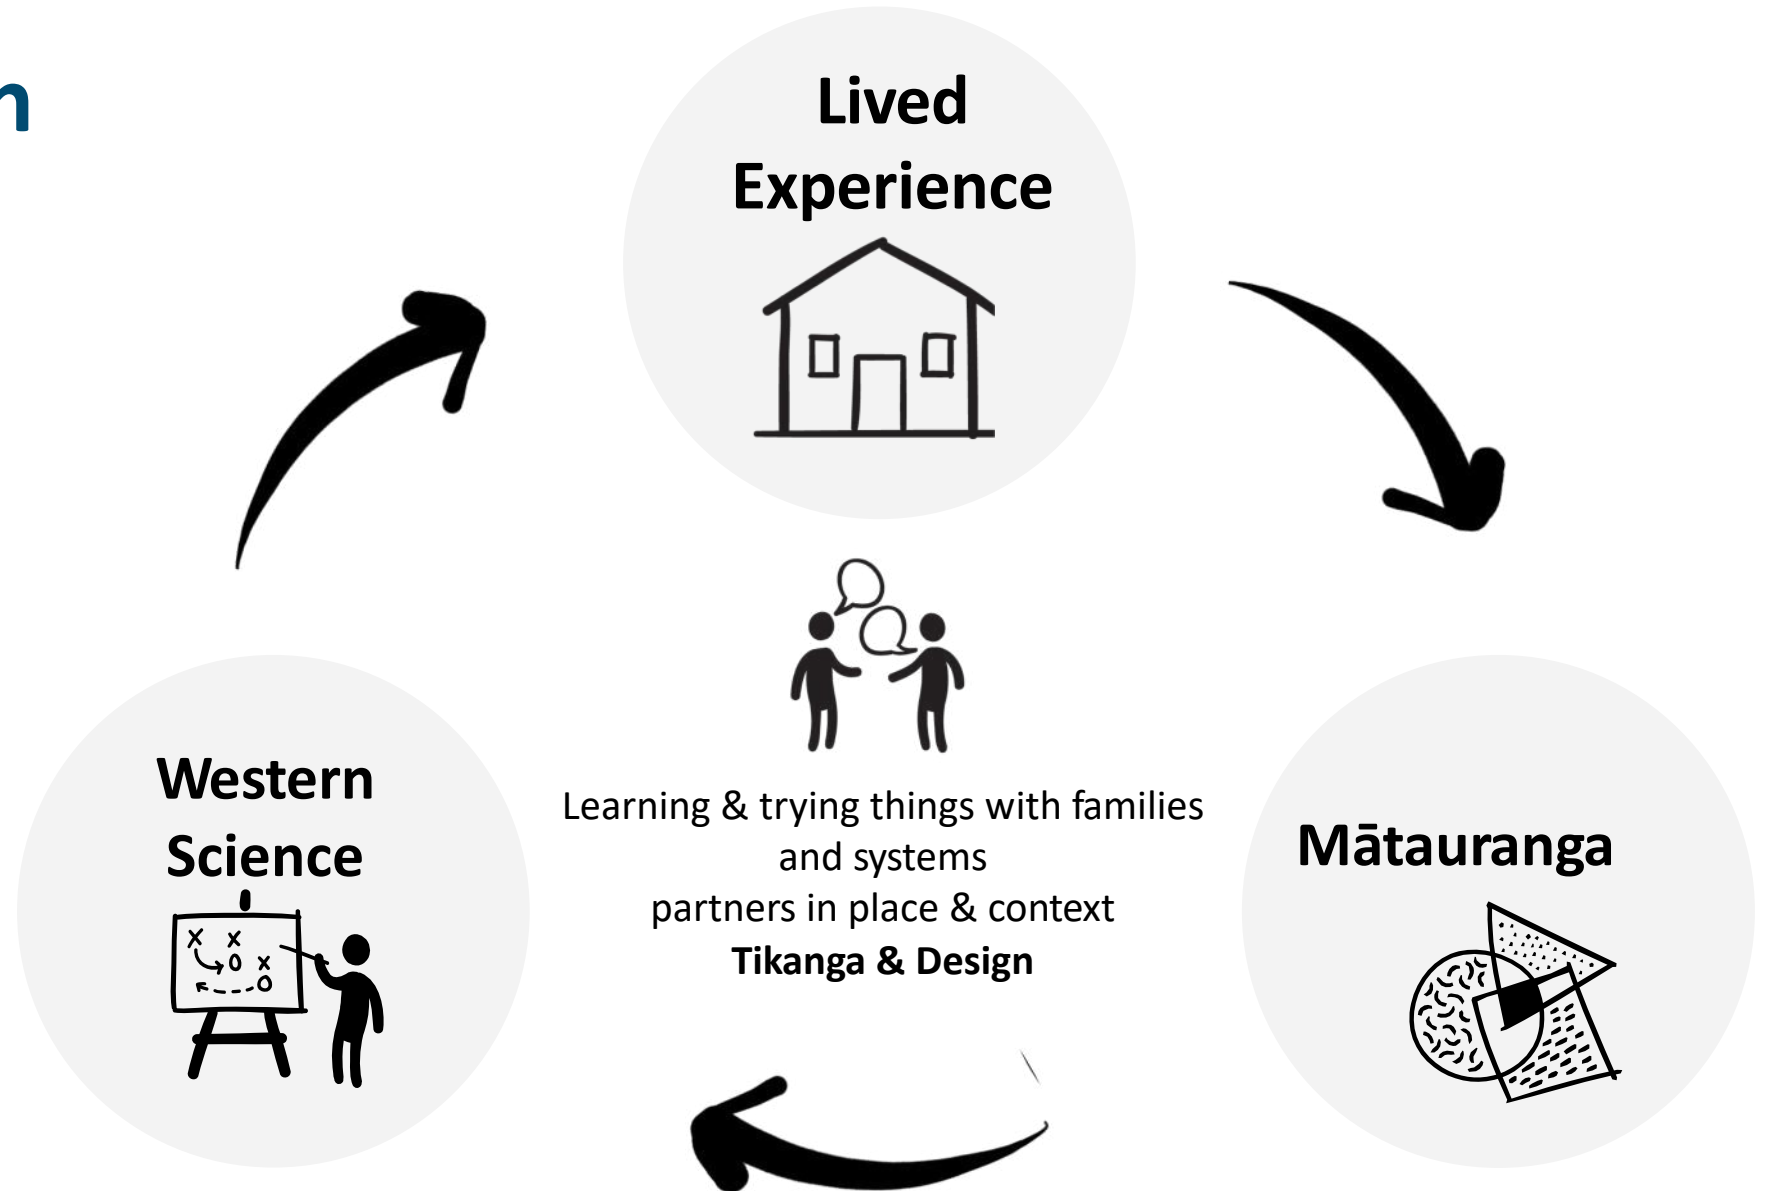 n
Lived
Experience
Western
Science
Learning & trying things with families
and systems
partners in place & context
Tikanga & Design
Mātauranga